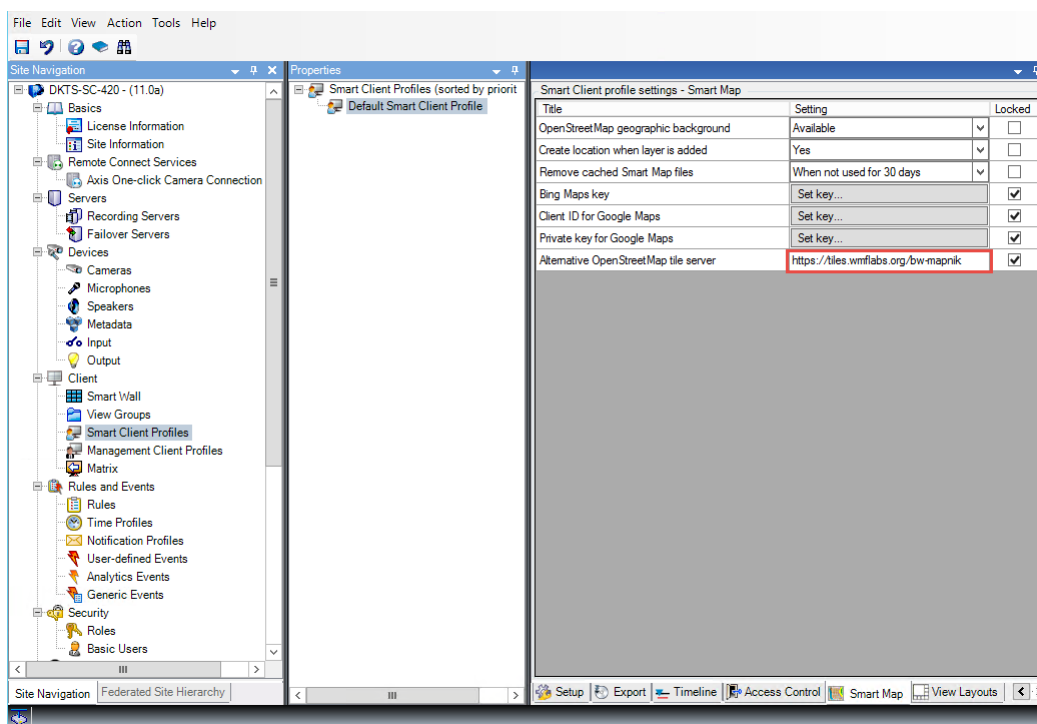 File Edit View Action Tools Help
Site Navigation
DKTS-SC-420 - (11.0a)
Basics
License Information
Site Information
Remote Connect Services
Axis One-click Camera Connection
Servers
Recording Servers
Failover Servers
Devices
Cameras
Microphones
Speakers
Metadata
Input
Output
Client
Smart Wall
View Groups
Smart Client Profiles
Management Client Profiles
Matrix
Rules and Events
Rules
Time Profiles
Notification Profiles
User-defined Events
Analytics Events
Generic Events
Security
Roles
Basic Users
Site Navigation Federated Site Hierarchy
Properties
Smart Client Profiles (sorted by priorit
Default Smart Client Profile
Smart Client profile settings - Smart Map
Title Setting Locked
OpenStreetMap geographic background Available
Create location when layer is added Yes
Remove cached Smart Map files When not used for 30 days
Bing Maps key Set key...
Client ID for Google Maps Set key...
Private key for Google Maps Set key...
Alternative OpenStreetMap tile server https://tiles.wmflabs.org/bw-mapnik
Setup Export Timeline Access Control Smart Map View Layouts